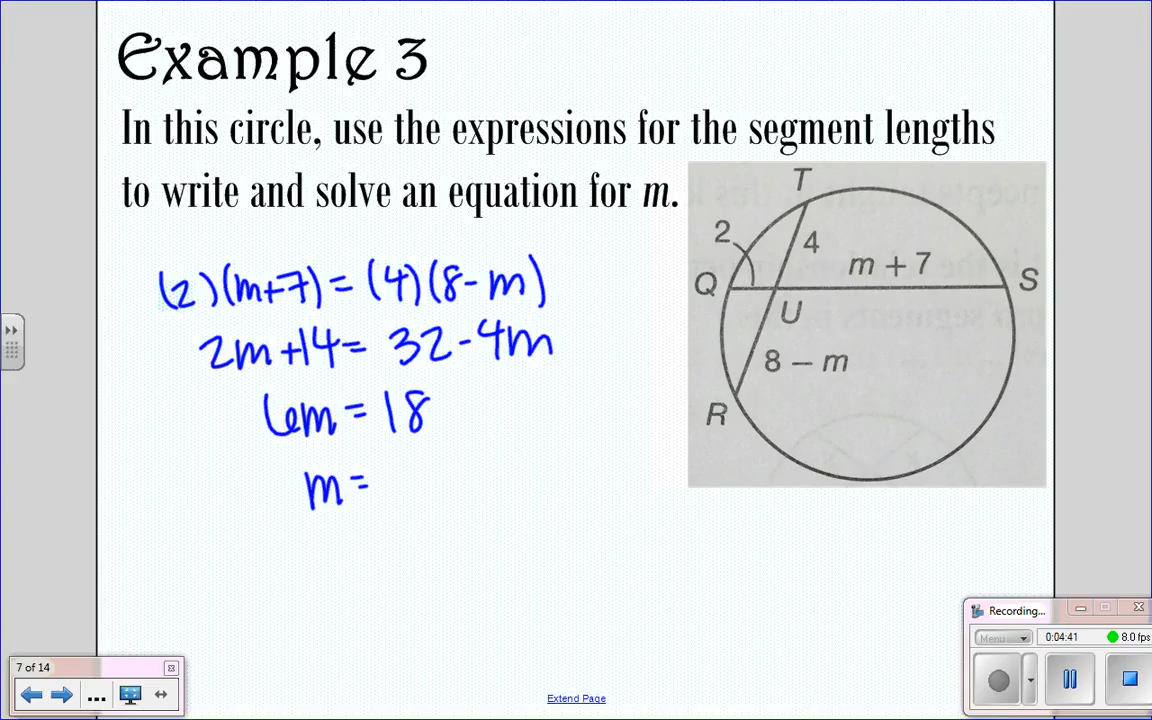 Example 3
In this circle, use the expressions for the segment lengths
to write and solve an equation for m.
T
2
4
m + 7
Q
S
U
8 – m
R
(2)(m+7) = (4)(8-m)
2m+14= 32-4m
6m = 18
m =
Recording...
Menu
0:04:41
8.0 fps
7 of 14
...
Extend Page